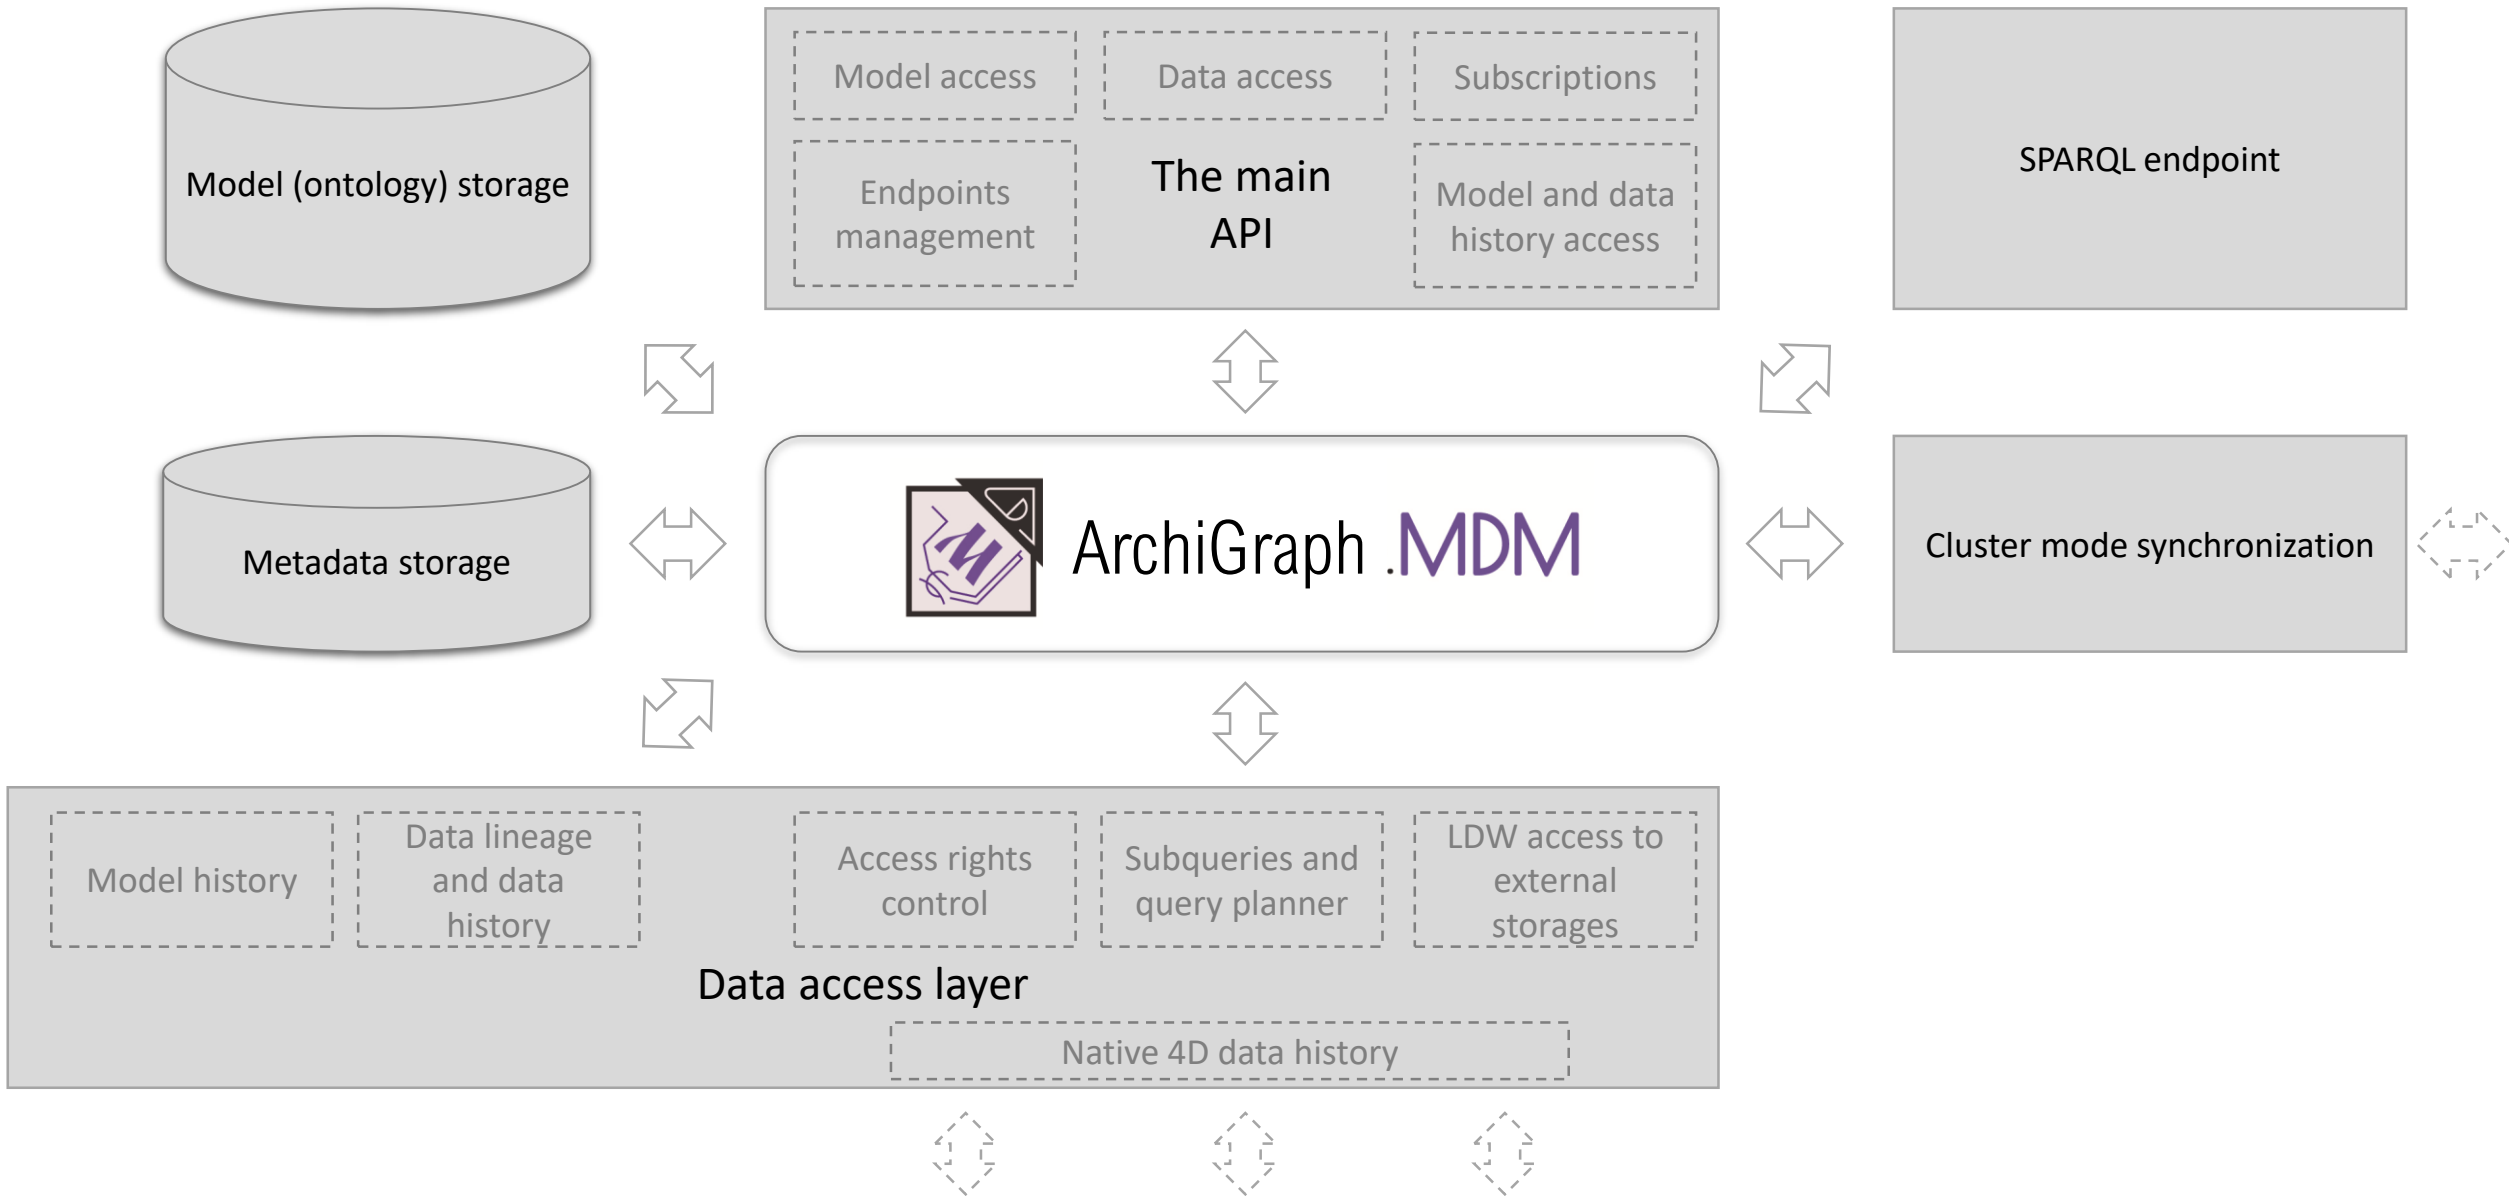 Model (ontology) storage
Model access
Data access
Subscriptions
Endpoints
management
The main
API
Model and data
history access
SPARQL endpoint
Metadata storage
ArchiGraph .MDM
Cluster mode synchronization
Model history
Data lineage
and data
history
Access rights
control
Subqueries and
query planner
LDW access to
external
storages
Data access layer
Native 4D data history